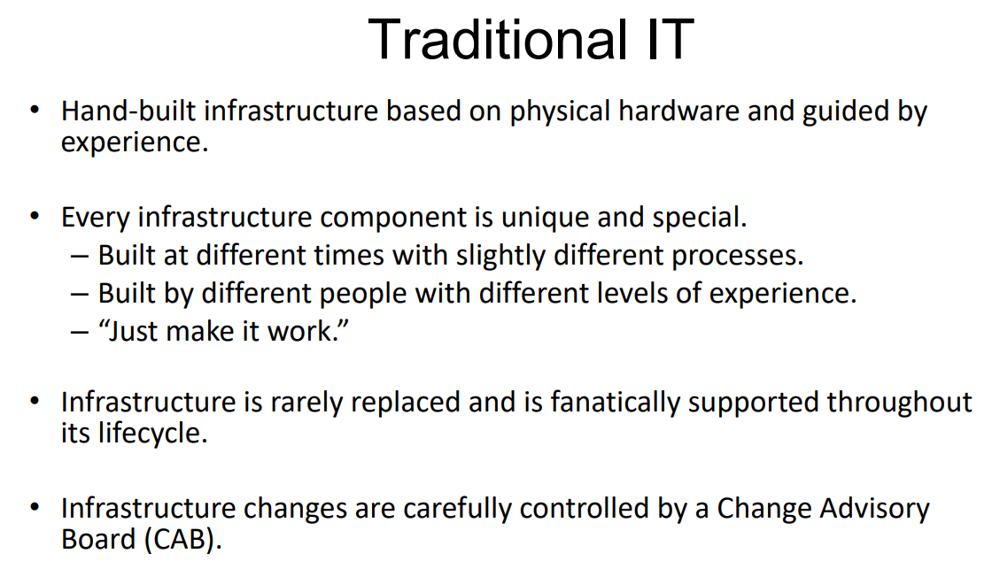 Traditional IT
• Hand-built infrastructure based on physical hardware and guided by
experience.
• Every infrastructure component is unique and special.
– Built at different times with slightly different processes.
– Built by different people with different levels of experience.
– “Just make it work.”
• Infrastructure is rarely replaced and is fanatically supported throughout
its lifecycle.
• Infrastructure changes are carefully controlled by a Change Advisory
Board (CAB).